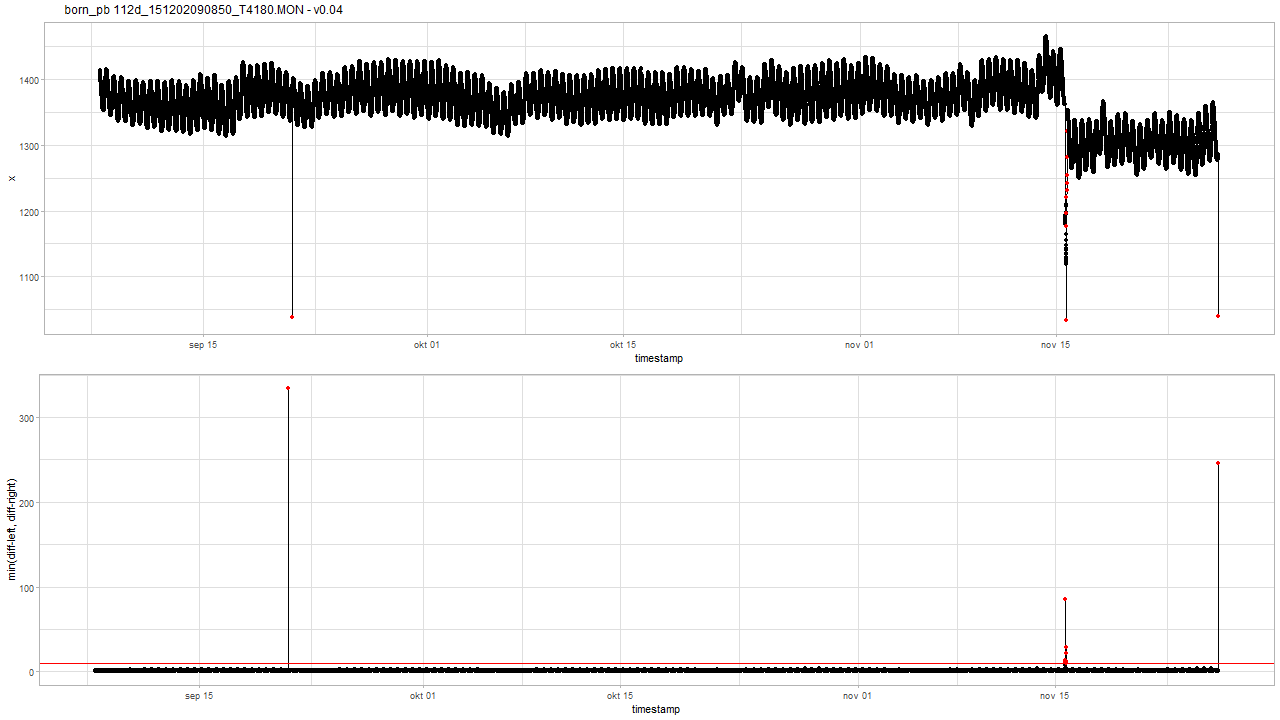 born_pb 112d_151202090850_T4180.MON - v0.04
x
1400
1300
1200
1100
sep 15
okt 01
okt 15
nov 01
nov 15
timestamp
min(diff-left, diff-right)
300
200
100
0
sep 15
okt 01
okt 15
nov 01
nov 15
timestamp